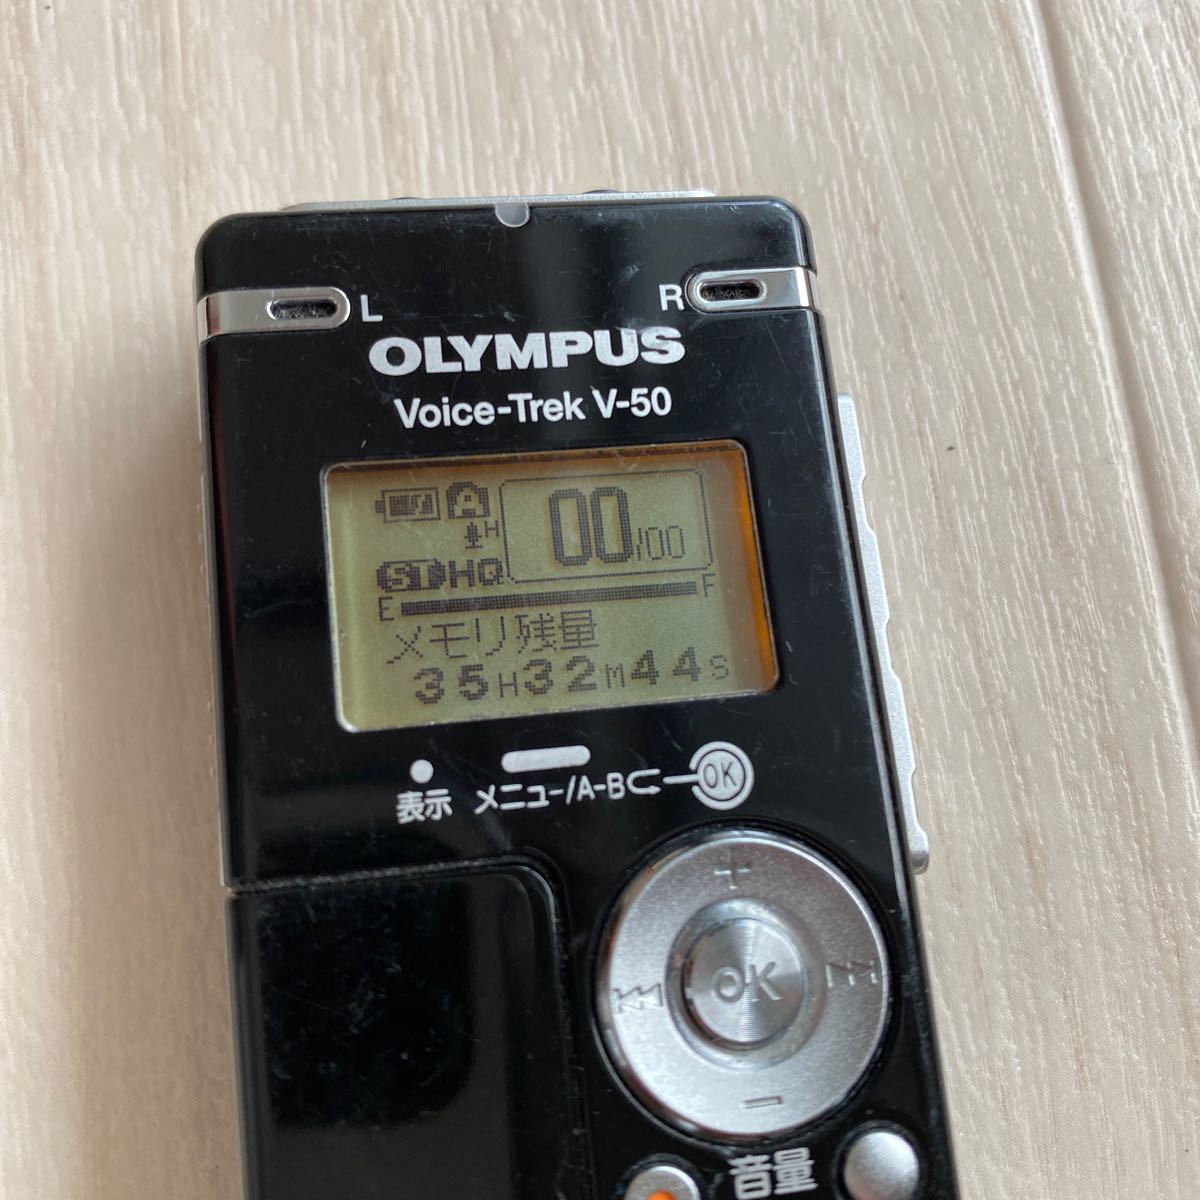 L R
OLYMPUS
Voice-Trek V-50
A 00/00
H
ST HQ
E F
メモリ残量
35H32M44S
表示 メニュー/A-B OK
+
OK
−
音量